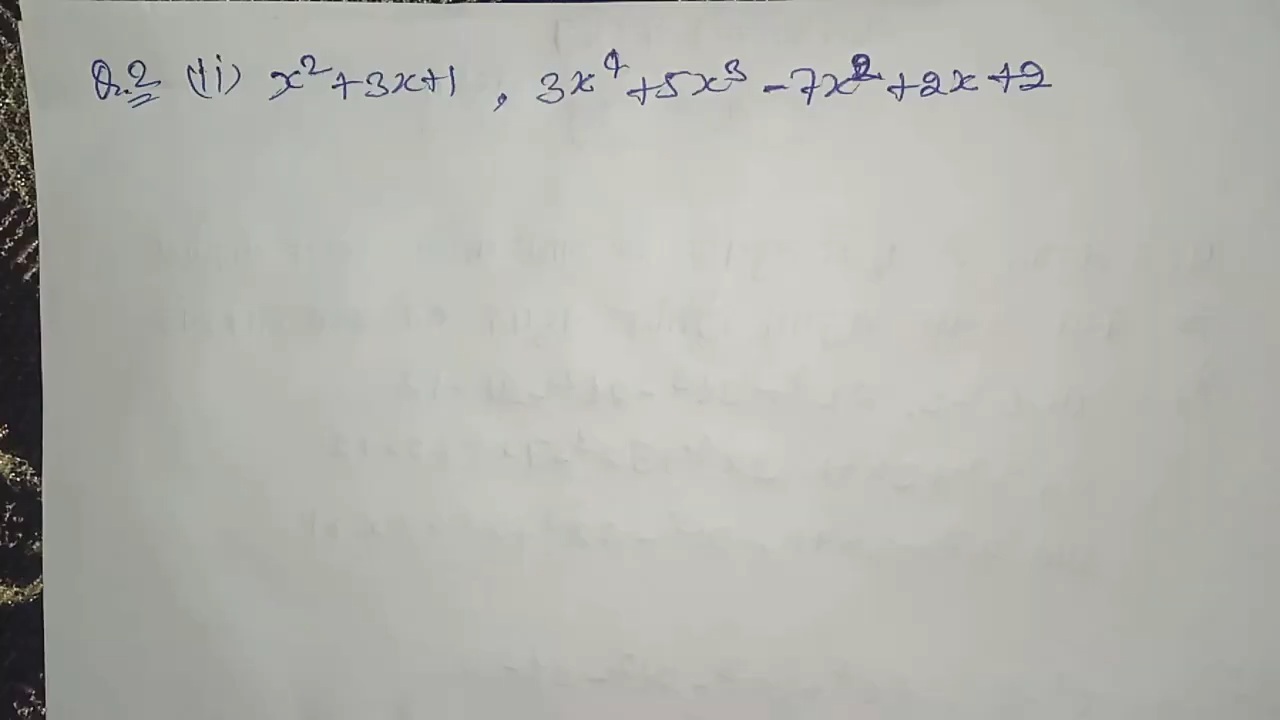 Q.2 (ii) x² + 3x + 1 , 3x⁴ + 5x³ - 7x² + 2x + 2